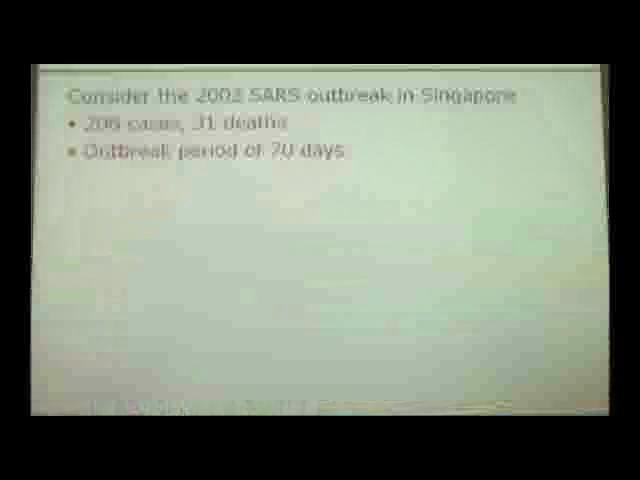 Consider the 2003 SARS outbreak in Singapore
• 206 cases, 31 deaths
• Outbreak period of 70 days